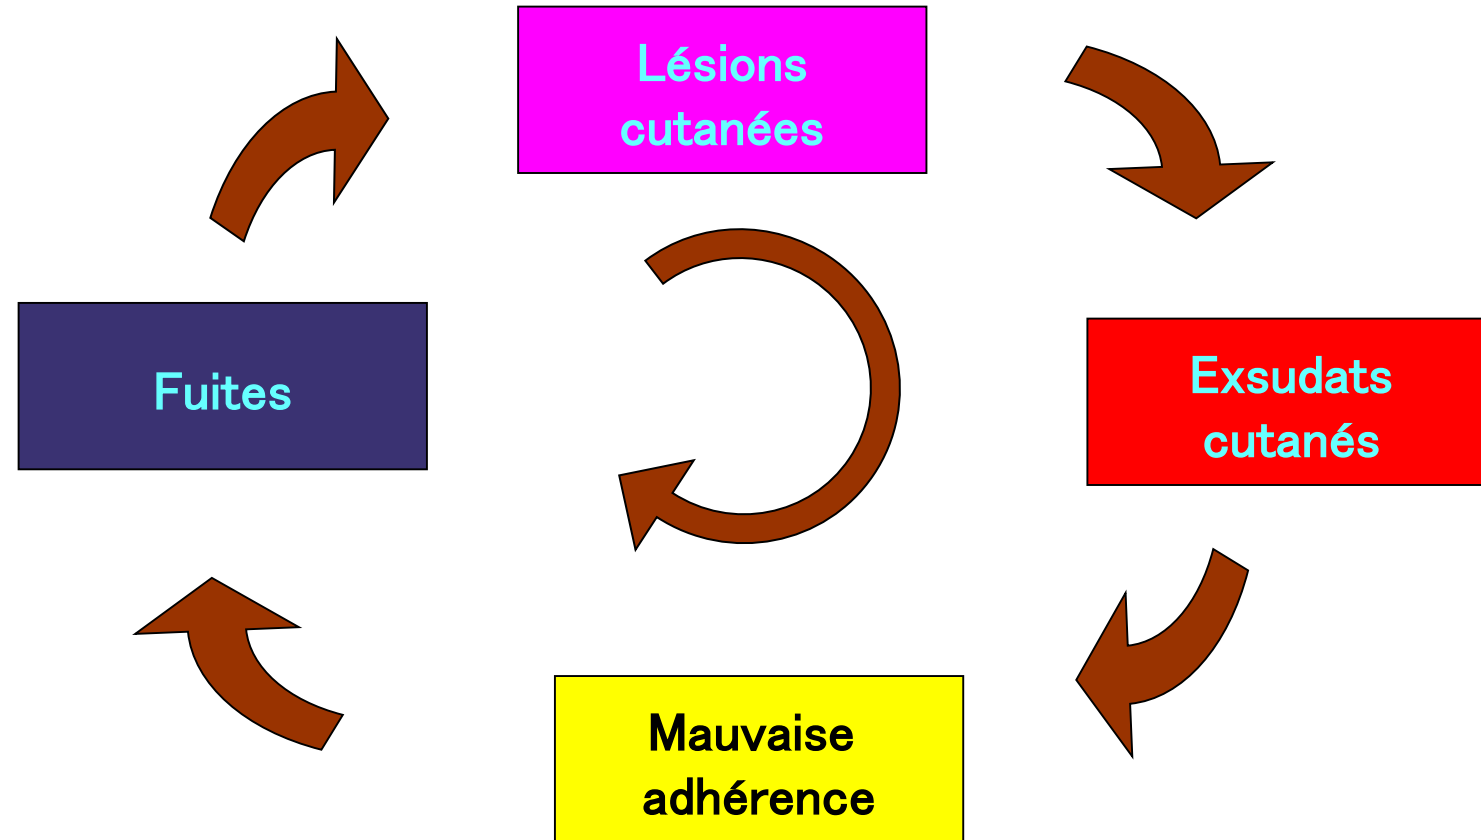 Lésions
cutanées
Fuites
Exsudats
cutanés
Mauvaise
adhérence